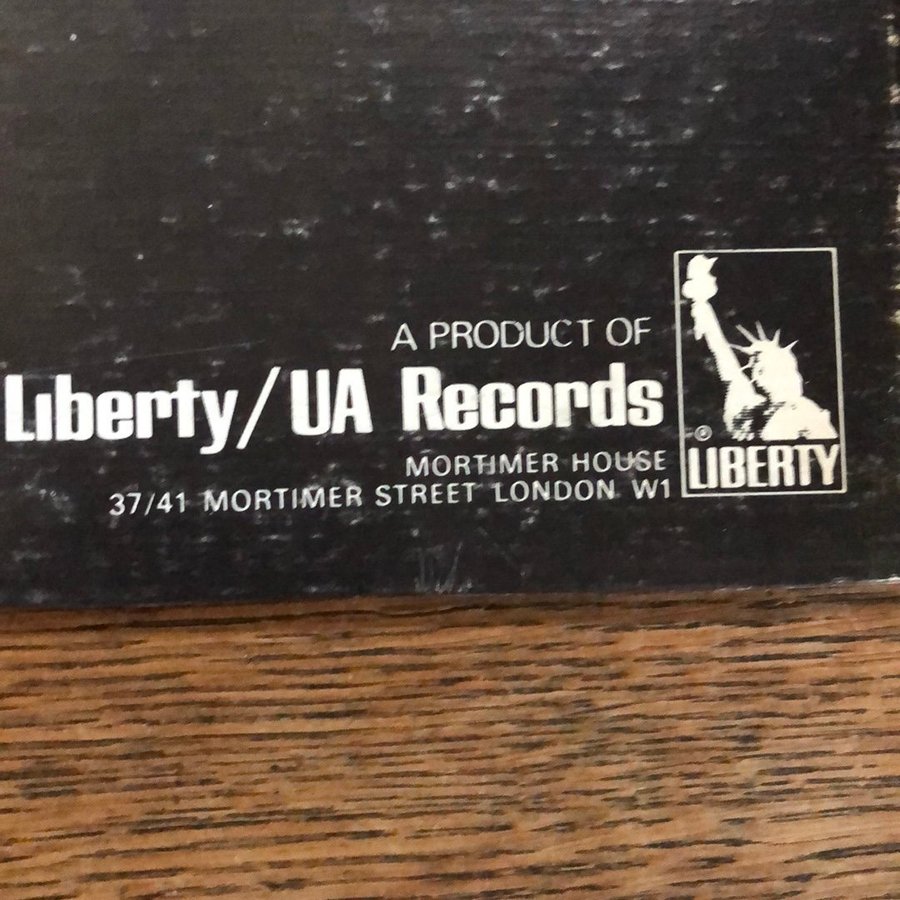 A PRODUCT OF
Liberty/UA Records
MORTIMER HOUSE
37/41 MORTIMER STREET LONDON W1
®
LIBERTY